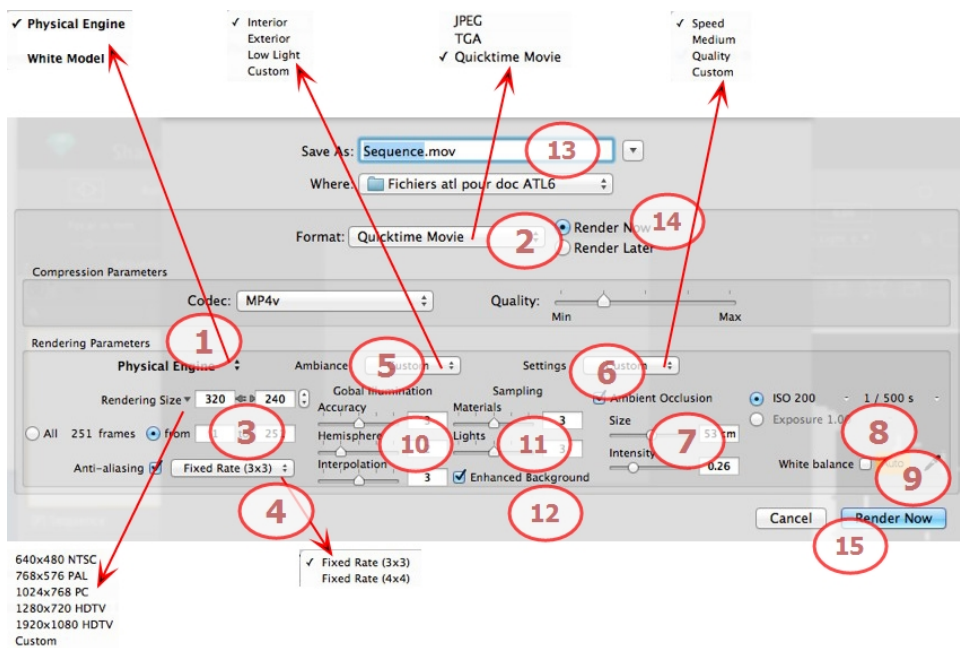 ✓ Physical Engine
White Model
✓ Interior
Exterior
Low Light
Custom
JPEG
TGA
✓ Quicktime Movie
✓ Speed
Medium
Quality
Custom
Save As: Sequence.mov 13
Where: Fichiers atl pour doc ATL6
Format: Quicktime Movie 2
Render Now 14
Render Later
Compression Parameters
Codec: MP4v
Quality:
Min Max
Rendering Parameters
1
Physical Engine
Ambiance 5 Custom
Settings 6 Custom
Rendering Size 320 240
All 251 frames from 3
Anti-aliasing Fixed Rate (3x3)
4
Gobal Illumination
Accuracy 3
Hemisphere 10
Interpolation 3
Sampling
Materials 3
Lights 11 3
Enhanced Background
12
Ambient Occlusion
Size 53 cm
7
Intensity 0.26
ISO 200 1 / 500 s
Exposure 1.0
8
White balance
9
Cancel Render Now
15
640x480 NTSC
768x576 PAL
1024x768 PC
1280x720 HDTV
1920x1080 HDTV
Custom
✓ Fixed Rate (3x3)
Fixed Rate (4x4)